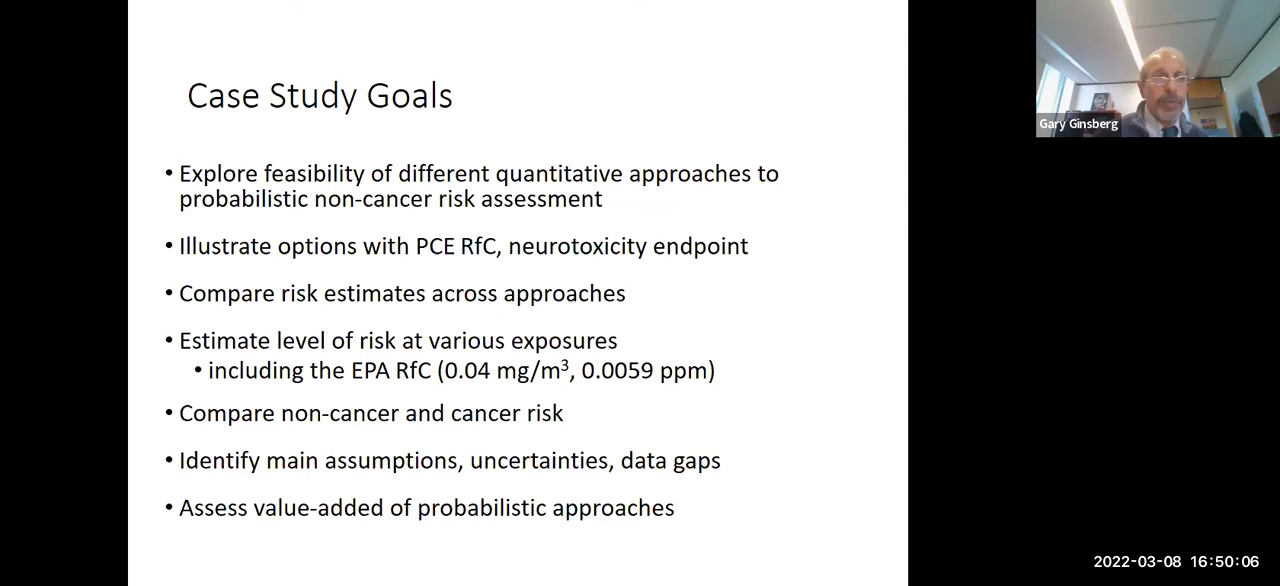 Case Study Goals
• Explore feasibility of different quantitative approaches to
probabilistic non-cancer risk assessment
• Illustrate options with PCE RfC, neurotoxicity endpoint
• Compare risk estimates across approaches
• Estimate level of risk at various exposures
• including the EPA RfC (0.04 mg/m³, 0.0059 ppm)
• Compare non-cancer and cancer risk
• Identify main assumptions, uncertainties, data gaps
• Assess value-added of probabilistic approaches
Gary Ginsberg
2022-03-08 16:50:06